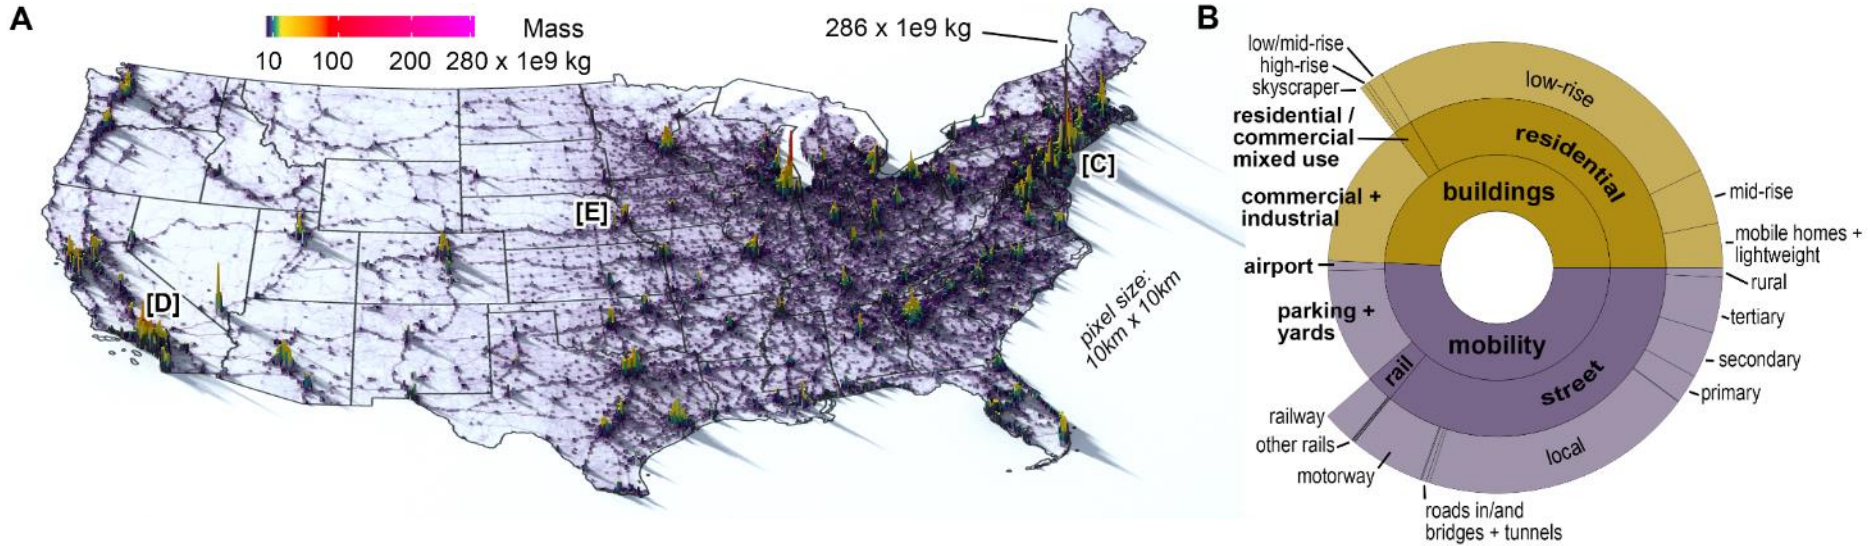 A
Mass
10 100 200 280 x 1e9 kg
286 x 1e9 kg
[C]
[D]
[E]
pixel size:
10km x 10km
B
low/mid-rise
high-rise
skyscraper
residential /
commercial
mixed use
commercial +
industrial
airport
parking +
yards
railway
other rails
motorway
roads in/and
bridges + tunnels
low-rise
residential
buildings
mid-rise
mobile homes +
lightweight
rural
tertiary
secondary
primary
mobility
rail
street
local